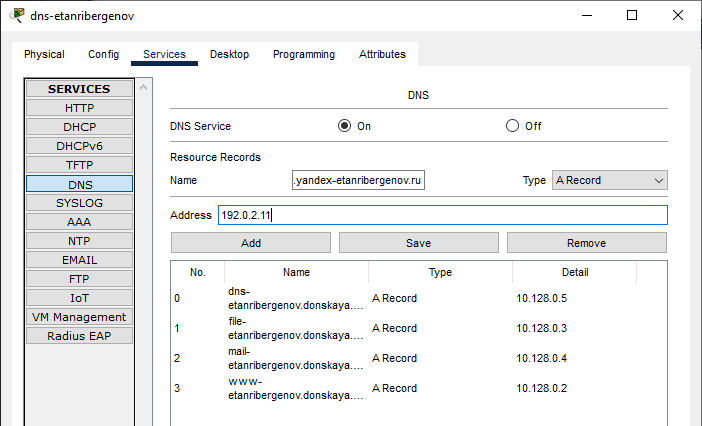 dns-etanribergenov
Physical Config Services Desktop Programming Attributes
SERVICES
HTTP
DHCP
DHCPv6
TFTP
DNS
SYSLOG
AAA
NTP
EMAIL
FTP
IoT
VM Management
Radius EAP
DNS
DNS Service On Off
Resource Records
Name .yandex-etanribergenov.ru Type A Record
Address 192.0.2.11
Add Save Remove
No. Name Type Detail
0 dns-
etanribergenov.donskaya.... A Record 10.128.0.5
1 file-
etanribergenov.donskaya.... A Record 10.128.0.3
2 mail-
etanribergenov.donskaya.... A Record 10.128.0.4
3 www-
etanribergenov.donskaya.... A Record 10.128.0.2